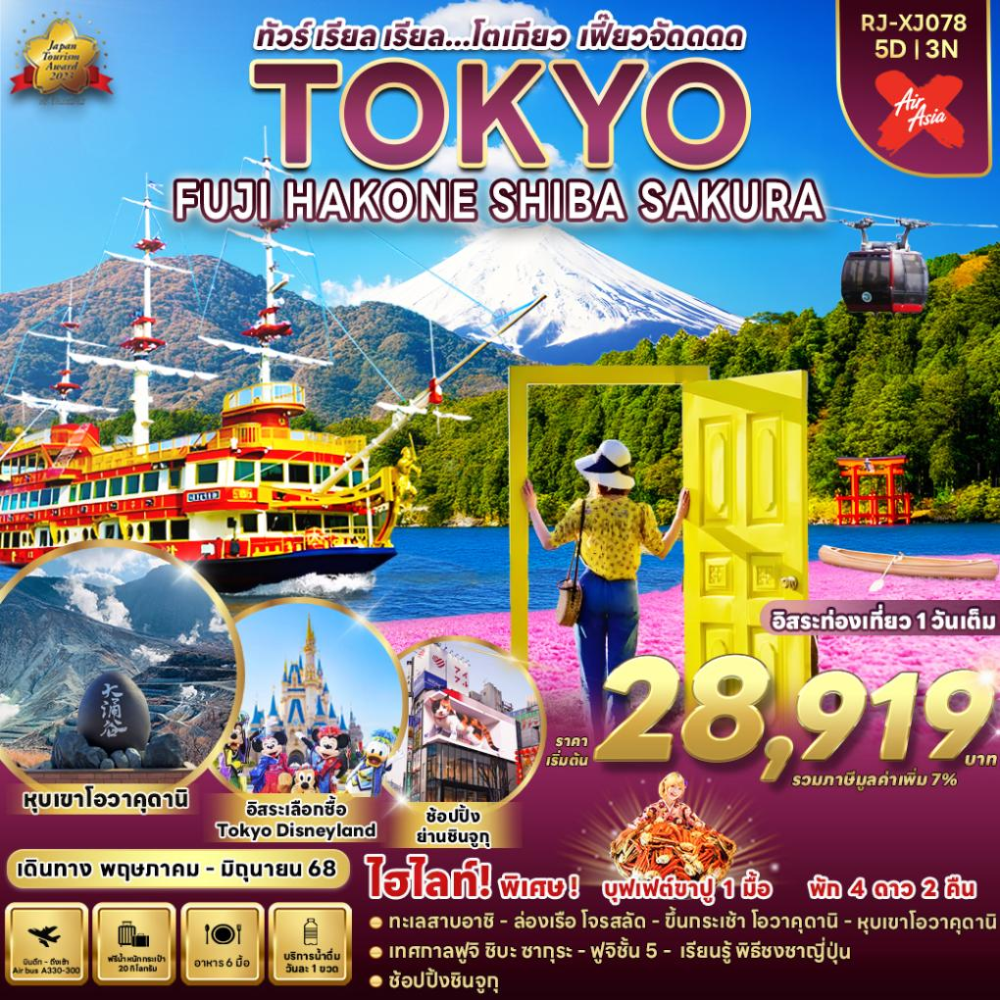 Japan
Tourism
Award
2023
ทัวร์ เรียล เรียล...โตเกียว เฟี๊ยวจัดดดด
TOKYO
FUJI HAKONE SHIBA SAKURA
RJ-XJ078
5D | 3N
Air
Asia
大涌谷
อิสระท่องเที่ยว 1 วันเต็ม
ราคา
เริ่มต้น
28,919
บาท
รวมภาษีมูลค่าเพิ่ม 7%
หุบเขาโอวาคุดานิ
อิสระเลือกซื้อ
Tokyo Disneyland
ช้อปปิ้ง
ย่านชินจูกุ
เดินทาง พฤษภาคม - มิถุนายน 68
ไฮไลท์! พิเศษ! บุฟเฟ่ต์ขาปู 1 มื้อ พัก 4 ดาว 2 คืน
ทะเลสาบอาชิ - ล่องเรือ โจรสลัด - ขึ้นกระเช้า โอวาคุดานิ - หุบเขาโอวาคุดานิ
เทศกาลฟูจิ ชิบะ ซากุระ - ฟูจิชั้น 5 - เรียนรู้ พิธีชงชาญี่ปุ่น
ช้อปปิ้งชินจูกุ
บินดึก - ถึงเช้า
Air bus A330-300
ฟรีน้ำหนักกระเป๋า
20 กิโลกรัม
อาหาร 6 มื้อ
บริการน้ำดื่ม
วันละ 1 ขวด